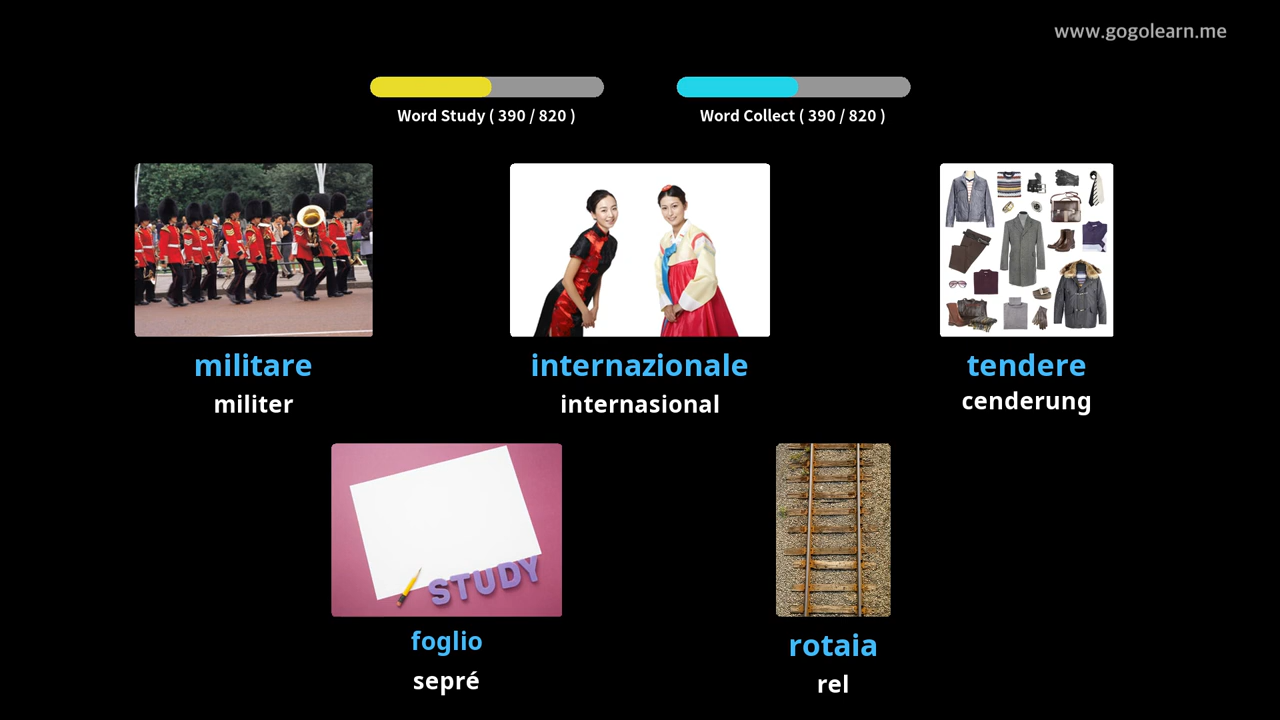 www.gogolearn.me
Word Study ( 390 / 820 )
Word Collect ( 390 / 820 )
militare
militer
internazionale
internasional
tendere
cenderung
STUDY
foglio
sepré
rotaia
rel